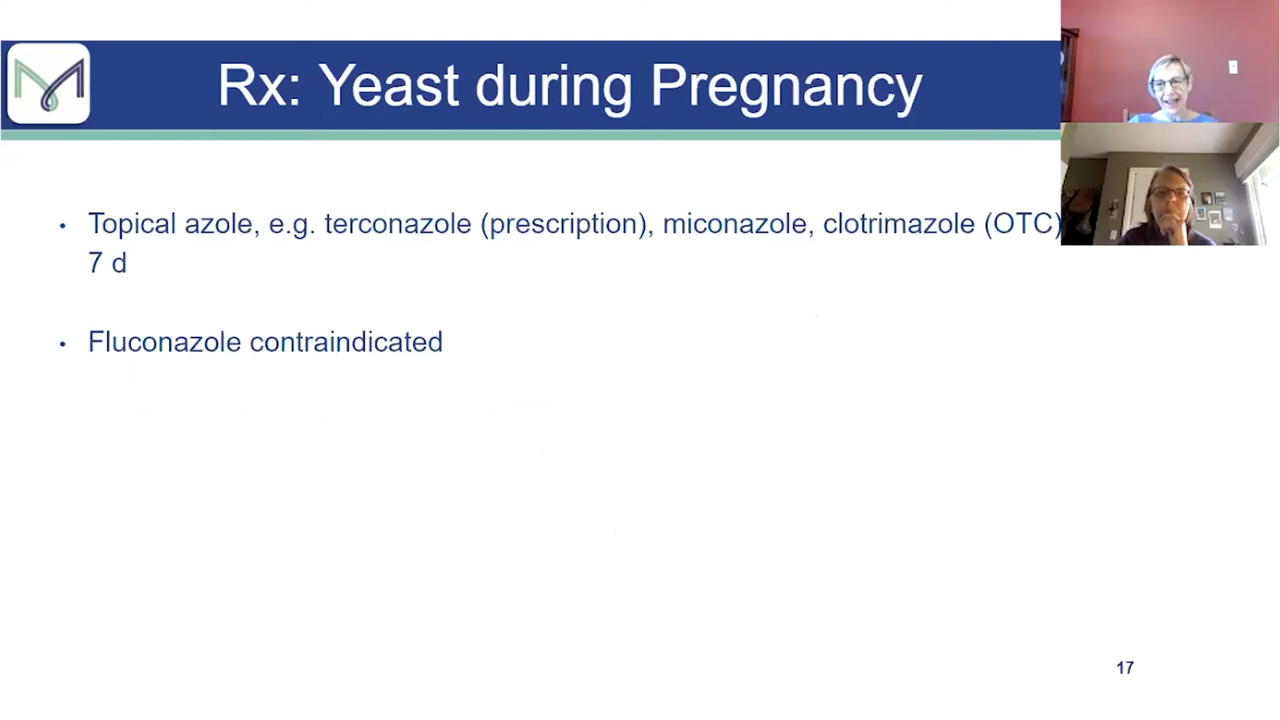 Rx: Yeast during Pregnancy
• Topical azole, e.g. terconazole (prescription), miconazole, clotrimazole (OTC)
7 d
• Fluconazole contraindicated
17